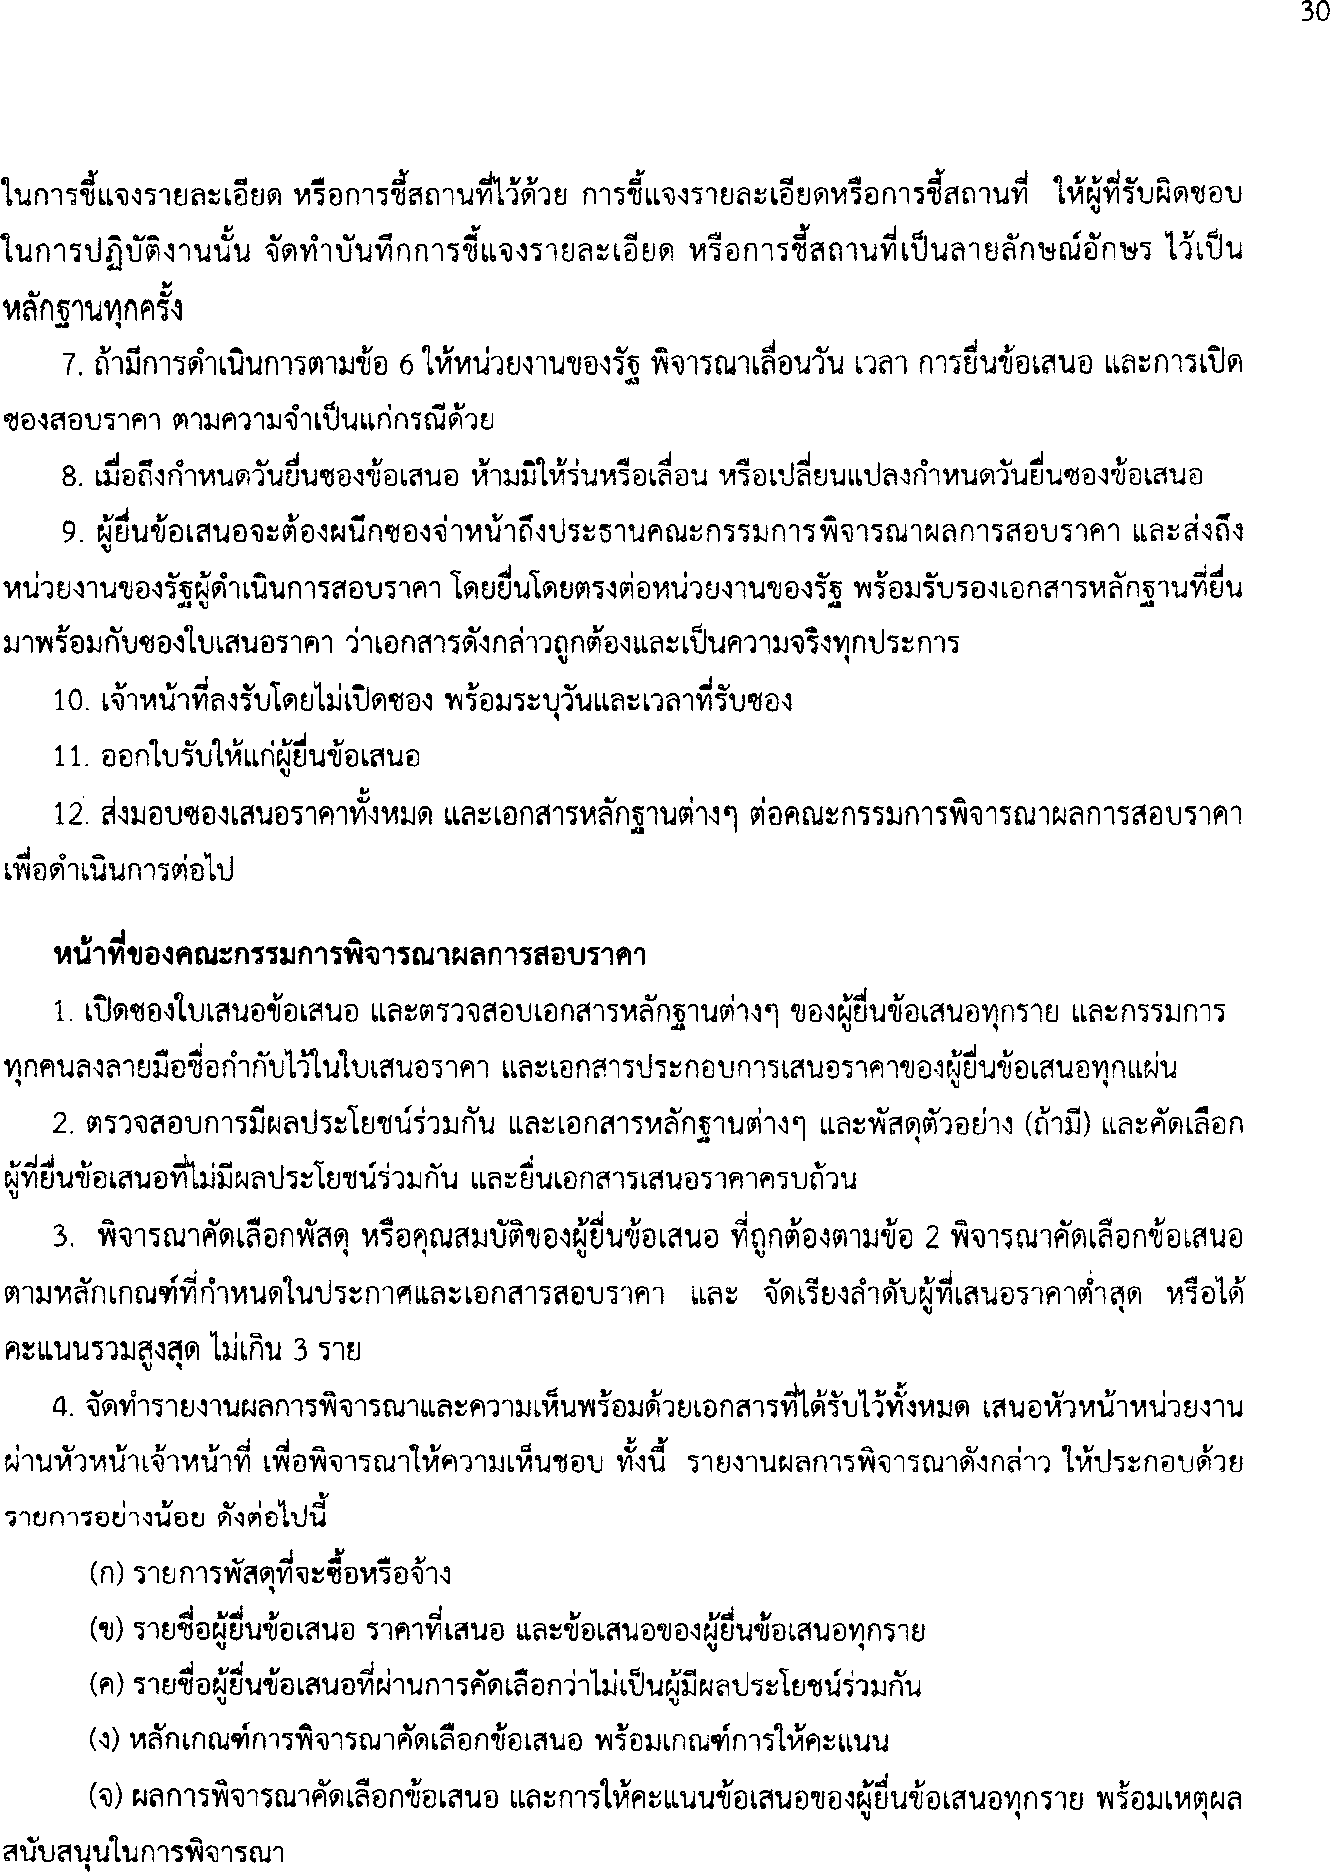 30
ในการชี้แจงรายละเอียด หรือการชี้สถานที่ไว้ด้วย การชี้แจงรายละเอียดหรือการชี้สถานที่ ให้ผู้ที่รับผิดชอบ
ในการปฏิบัติงานนั้น จัดทำบันทึกการชี้แจงรายละเอียด หรือการชี้สถานที่เป็นลายลักษณ์อักษร ไว้เป็น
หลักฐานทุกครั้ง
7. ถ้ามีการดำเนินการตามข้อ 6 ให้หน่วยงานของรัฐ พิจารณาเลื่อนวัน เวลา การยื่นข้อเสนอ และการเปิด
ซองสอบราคา ตามความจำเป็นแก่กรณีด้วย
8. เมื่อถึงกำหนดวันยื่นซองข้อเสนอ ห้ามมิให้ร่นหรือเลื่อน หรือเปลี่ยนแปลงกำหนดวันยื่นซองข้อเสนอ
9. ผู้ยื่นข้อเสนอจะต้องผนึกซองจ่าหน้าถึงประธานคณะกรรมการพิจารณาผลการสอบราคา และส่งถึง
หน่วยงานของรัฐผู้ดำเนินการสอบราคา โดยยื่นโดยตรงต่อหน่วยงานของรัฐ พร้อมรับรองเอกสารหลักฐานที่ยื่น
มาพร้อมกับซองใบเสนอราคา ว่าเอกสารดังกล่าวถูกต้องและเป็นความจริงทุกประการ
10. เจ้าหน้าที่ลงรับโดยไม่เปิดซอง พร้อมระบุวันและเวลาที่รับซอง
11. ออกใบรับให้แก่ผู้ยื่นข้อเสนอ
12. ส่งมอบซองเสนอราคาทั้งหมด และเอกสารหลักฐานต่างๆ ต่อคณะกรรมการพิจารณาผลการสอบราคา
เพื่อดำเนินการต่อไป
หน้าที่ของคณะกรรมการพิจารณาผลการสอบราคา
1. เปิดซองใบเสนอข้อเสนอ และตรวจสอบเอกสารหลักฐานต่างๆ ของผู้ยื่นข้อเสนอทุกราย และกรรมการ
ทุกคนลงลายมือชื่อกำกับไว้ในใบเสนอราคา และเอกสารประกอบการเสนอราคาของผู้ยื่นข้อเสนอทุกแผ่น
2. ตรวจสอบการมีผลประโยชน์ร่วมกัน และเอกสารหลักฐานต่างๆ และพัสดุตัวอย่าง (ถ้ามี) และคัดเลือก
ผู้ที่ยื่นข้อเสนอที่ไม่มีผลประโยชน์ร่วมกัน และยื่นเอกสารเสนอราคาครบถ้วน
3. พิจารณาคัดเลือกพัสดุ หรือคุณสมบัติของผู้ยื่นข้อเสนอ ที่ถูกต้องตามข้อ 2 พิจารณาคัดเลือกข้อเสนอ
ตามหลักเกณฑ์ที่กำหนดในประกาศและเอกสารสอบราคา และ จัดเรียงลำดับผู้ที่เสนอราคาต่ำสุด หรือได้
คะแนนรวมสูงสุด ไม่เกิน 3 ราย
4. จัดทำรายงานผลการพิจารณาและความเห็นพร้อมด้วยเอกสารที่ได้รับไว้ทั้งหมด เสนอหัวหน้าหน่วยงาน
ผ่านหัวหน้าเจ้าหน้าที่ เพื่อพิจารณาให้ความเห็นชอบ ทั้งนี้ รายงานผลการพิจารณาดังกล่าว ให้ประกอบด้วย
รายการอย่างน้อย ดังต่อไปนี้
(ก) รายการพัสดุที่จะซื้อหรือจ้าง
(ข) รายชื่อผู้ยื่นข้อเสนอ ราคาที่เสนอ และข้อเสนอของผู้ยื่นข้อเสนอทุกราย
(ค) รายชื่อผู้ยื่นข้อเสนอที่ผ่านการคัดเลือกว่าไม่เป็นผู้มีผลประโยชน์ร่วมกัน
(ง) หลักเกณฑ์การพิจารณาคัดเลือกข้อเสนอ พร้อมเกณฑ์การให้คะแนน
(จ) ผลการพิจารณาคัดเลือกข้อเสนอ และการให้คะแนนข้อเสนอของผู้ยื่นข้อเสนอทุกราย พร้อมเหตุผล
สนับสนุนในการพิจารณา